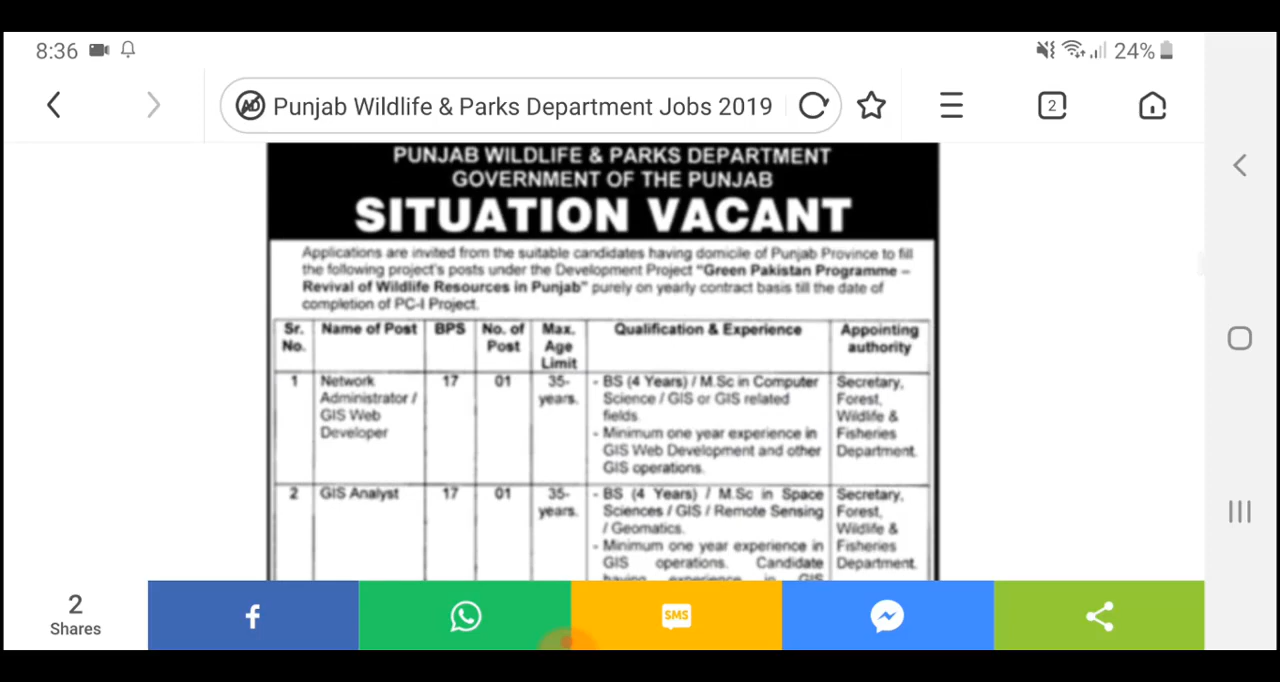 8:36
24%
Punjab Wildlife & Parks Department Jobs 2019
2
PUNJAB WILDLIFE & PARKS DEPARTMENT
GOVERNMENT OF THE PUNJAB
SITUATION VACANT
Applications are invited from the suitable candidates having domicile of Punjab Province to fill
the following project's posts under the Development Project "Green Pakistan Programme –
Revival of Wildlife Resources in Punjab" purely on yearly contract basis till the date of
completion of PC-I Project.
Sr. No. Name of Post BPS No. of Post Max. Age Limit Qualification & Experience Appointing authority
1 Network Administrator / GIS Web Developer 17 01 35- years.
- BS (4 Years) / M.Sc in Computer
Science / GIS or GIS related
fields.
- Minimum one year experience in
GIS Web Development and other
GIS operations.
Secretary,
Forest,
Wildlife &
Fisheries
Department.
2 GIS Analyst 17 01 35- years.
- BS (4 Years) / M.Sc in Space
Sciences / GIS / Remote Sensing
/ Geomatics.
- Minimum one year experience in
GIS operations. Candidate
having experience in GIS
Secretary,
Forest,
Wildlife &
Fisheries
Department.
2
Shares
SMS